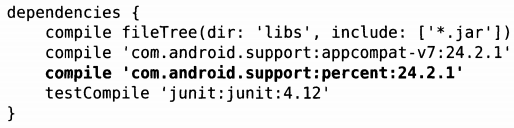 dependencies {
    compile fileTree(dir: 'libs', include: ['*.jar'])
    compile 'com.android.support:appcompat-v7:24.2.1'
    compile 'com.android.support:percent:24.2.1'
    testCompile 'junit:junit:4.12'
}